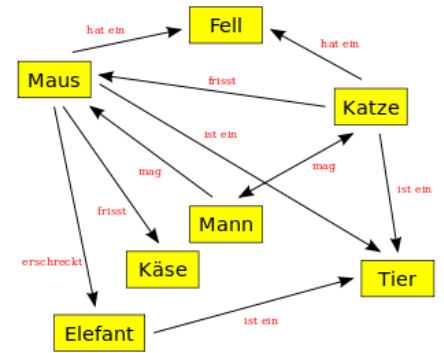 Fell
hat ein
hat ein
Maus
frisst
Katze
ist ein
mag
mag
ist ein
frisst
Mann
erschreckt
Käse
Tier
ist ein
Elefant